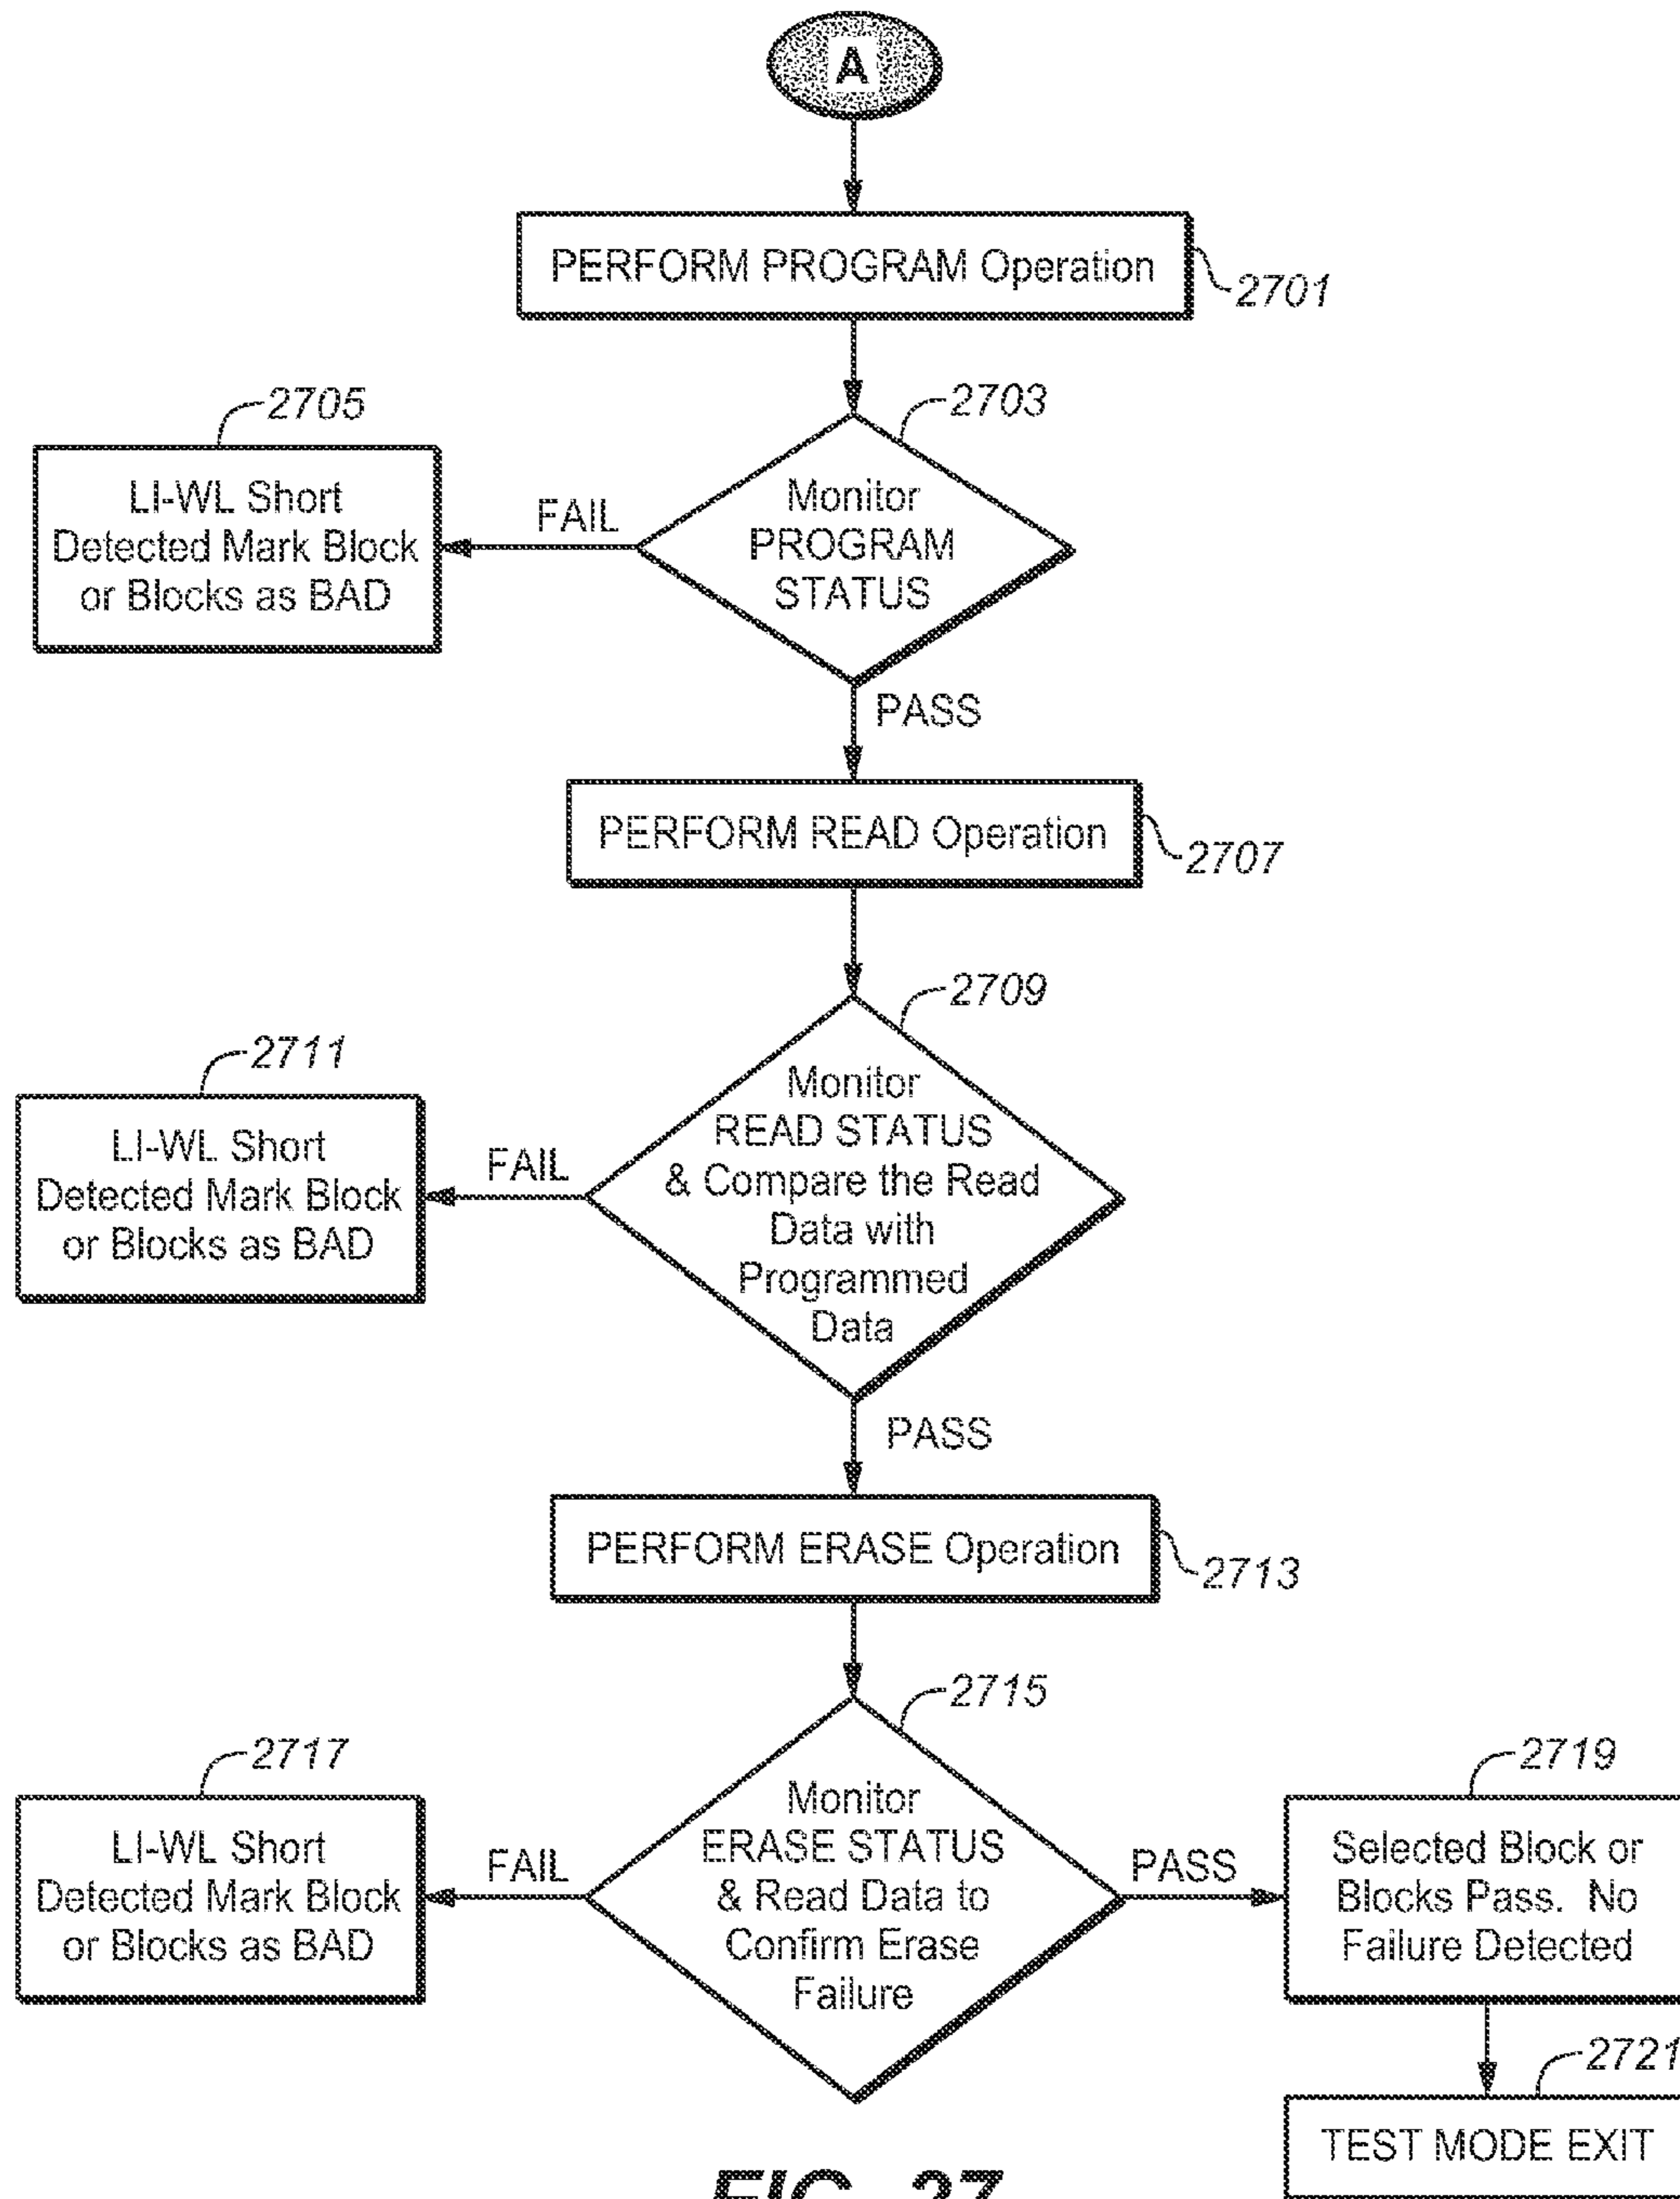 A
PERFORM PROGRAM Operation
2701
2705
2703
LI-WL Short
Detected Mark Block
or Blocks as BAD
FAIL
Monitor
PROGRAM
STATUS
PASS
PERFORM READ Operation
2707
2709
2711
LI-WL Short
Detected Mark Block
or Blocks as BAD
FAIL
Monitor
READ STATUS
& Compare the Read
Data with
Programmed
Data
PASS
PERFORM ERASE Operation
2713
2715
2717
2719
LI-WL Short
Detected Mark Block
or Blocks as BAD
FAIL
Monitor
ERASE STATUS
& Read Data to
Confirm Erase
Failure
PASS
Selected Block or
Blocks Pass. No
Failure Detected
2721
TEST MODE EXIT
FIG. 27